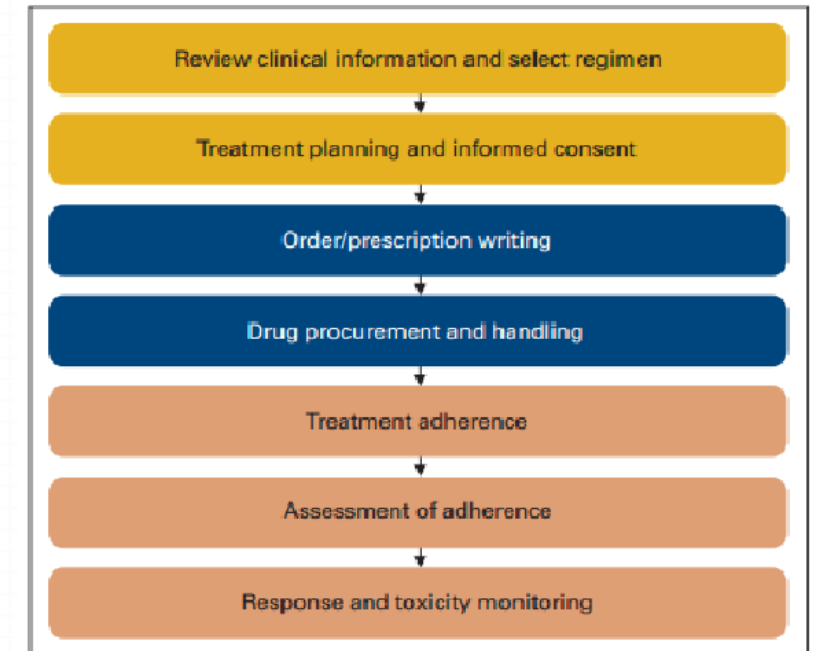 Review clinical information and select regimen
Treatment planning and informed consent
Order/prescription writing
Drug procurement and handling
Treatment adherence
Assessment of adherence
Response and toxicity monitoring